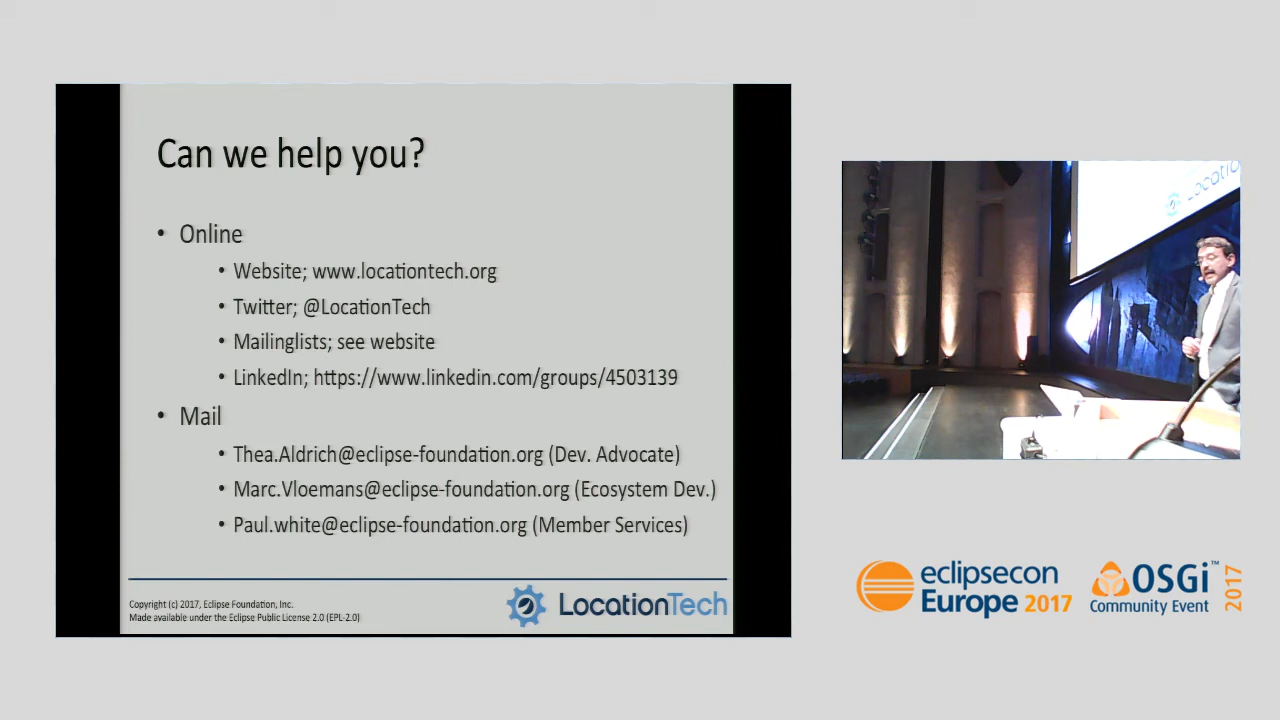 Can we help you?
• Online
• Website; www.locationtech.org
• Twitter; @LocationTech
• Mailinglists; see website
• LinkedIn; https://www.linkedin.com/groups/4503139
• Mail
• Thea.Aldrich@eclipse-foundation.org (Dev. Advocate)
• Marc.Vloemans@eclipse-foundation.org (Ecosystem Dev.)
• Paul.white@eclipse-foundation.org (Member Services)
Copyright (c) 2017, Eclipse Foundation, Inc.
Made available under the Eclipse Public License 2.0 (EPL-2.0)
LocationTech
Locatio
eclipsecon
Europe 2017
OSGi™
Community Event
2017